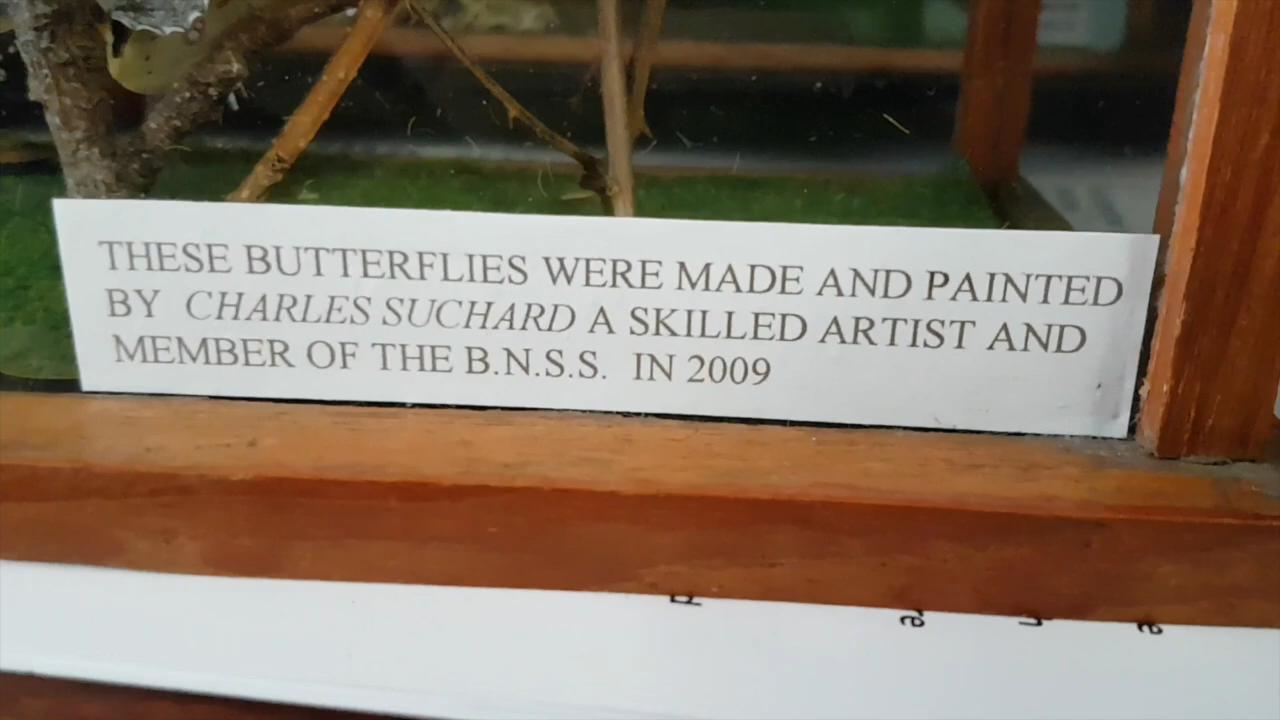 THESE BUTTERFLIES WERE MADE AND PAINTED
BY CHARLES SUCHARD A SKILLED ARTIST AND
MEMBER OF THE B.N.S.S. IN 2009